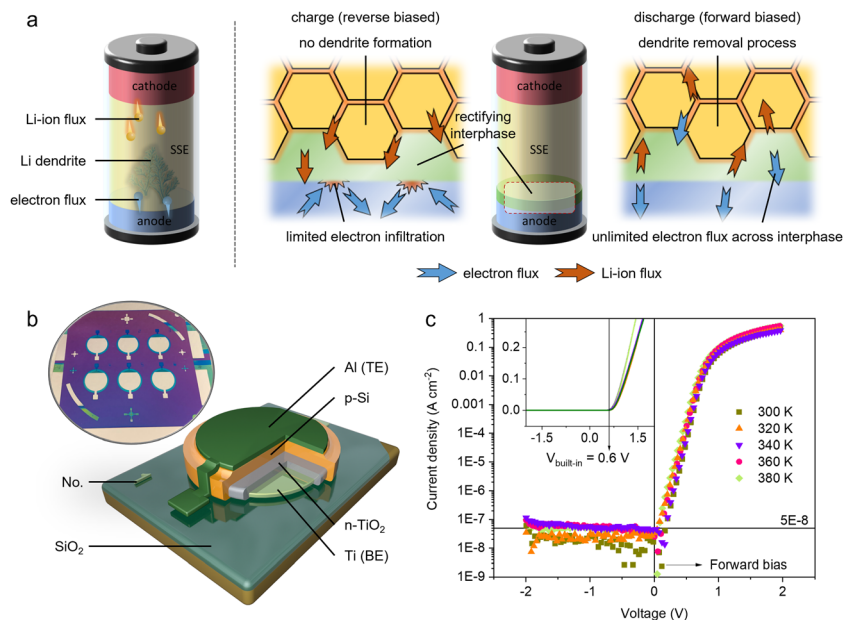 a
cathode
Li-ion flux
SSE
Li dendrite
electron flux
anode
charge (reverse biased)
no dendrite formation
rectifying
interphase
limited electron infiltration
cathode
SSE
anode
discharge (forward biased)
dendrite removal process
unlimited electron flux across interphase
electron flux
Li-ion flux
b
Al (TE)
p-Si
No.
n-TiO₂
SiO₂
Ti (BE)
c
Current density (A cm⁻²)
1
0.1
0.01
0.001
1E-4
1E-5
1E-6
1E-7
1E-8
1E-9
0.2
0.1
0.0
-1.5
0.0
1.5
V built-in = 0.6 V
300 K
320 K
340 K
360 K
380 K
5E-8
Forward bias
-2
-1
0
1
2
Voltage (V)